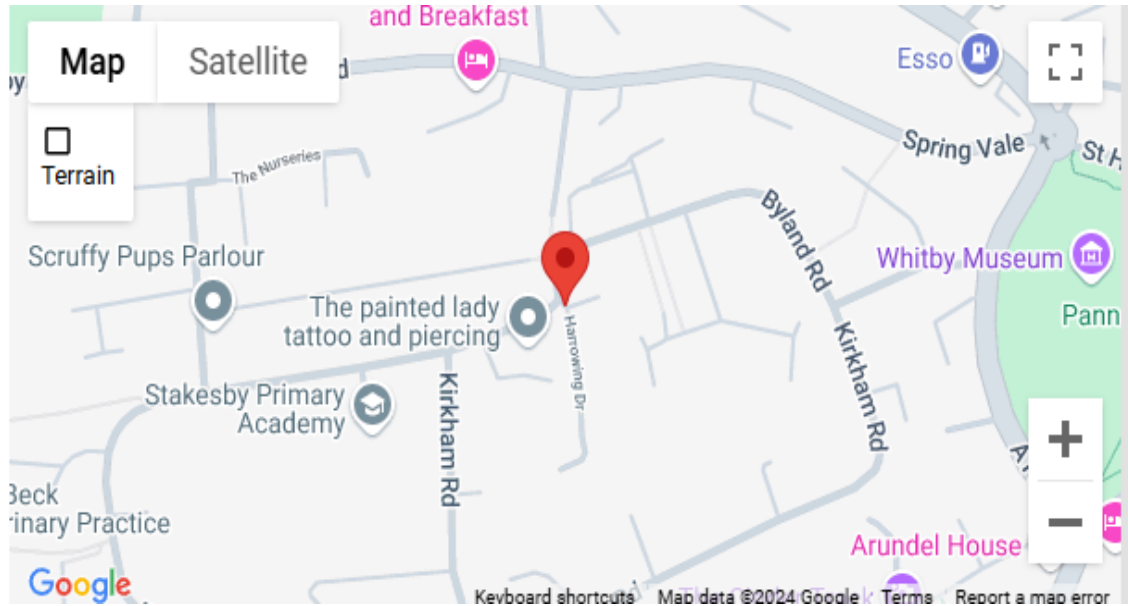 and Breakfast
Map
Satellite
d
Esso
Terrain
The Nurseries
Spring Vale
St H
Byland Rd
Scruffy Pups Parlour
Whitby Museum
The painted lady
tattoo and piercing
Pann
Harrowing Dr
Kirkham Rd
Stakesby Primary
Academy
Kirkham Rd
+
A
Beck
rinary Practice
−
Arundel House
Google
Keyboard shortcuts
Map data ©2024 Google
Terms
Report a map error